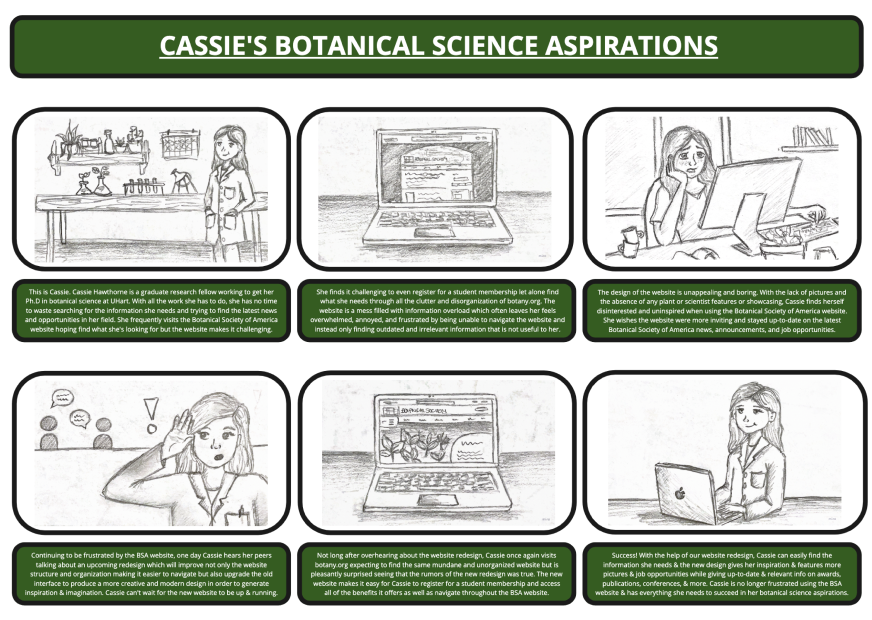 CASSIE'S BOTANICAL SCIENCE ASPIRATIONS
This is Cassie. Cassie Hawthorne is a graduate research fellow working to get her
Ph.D in botanical science at UHart. With all the work she has to do, she has no time
to waste searching for the information she needs and trying to find the latest news
and opportunities in her field. She frequently visits the Botanical Society of America
website hoping find what she's looking for but the website makes it challenging.
She finds it challenging to even register for a student membership let alone find
what she needs through all the clutter and disorganization of botany.org. The
website is a mess filled with information overload which often leaves her feels
overwhelmed, annoyed, and frustrated by being unable to navigate the website and
instead only finding outdated and irrelevant information that is not useful to her.
The design of the website is unappealing and boring. With the lack of pictures and
the absence of any plant or scientist features or showcasing, Cassie finds herself
disinterested and uninspired when using the Botanical Society of America website.
She wishes the website were more inviting and stayed up-to-date on the latest
Botanical Society of America news, announcements, and job opportunities.
BOTANICAL SOCIETY
Continuing to be frustrated by the BSA website, one day Cassie hears her peers
talking about an upcoming redesign which will improve not only the website
structure and organization making it easier to navigate but also upgrade the old
interface to produce a more creative and modern design in order to generate
inspiration & imagination. Cassie can't wait for the new website to be up & running.
Not long after overhearing about the website redesign, Cassie once again visits
botany.org expecting to find the same mundane and unorganized website but is
pleasantly surprised seeing that the rumors of the new redesign was true. The new
website makes it easy for Cassie to register for a student membership and access
all of the benefits it offers as well as navigate throughout the BSA website.
Success! With the help of our website redesign, Cassie can easily find the
information she needs & the new design gives her inspiration & features more
pictures & job opportunities while giving up-to-date & relevant info on awards,
publications, conferences, & more. Cassie is no longer frustrated using the BSA
website & has everything she needs to succeed in her botanical science aspirations.